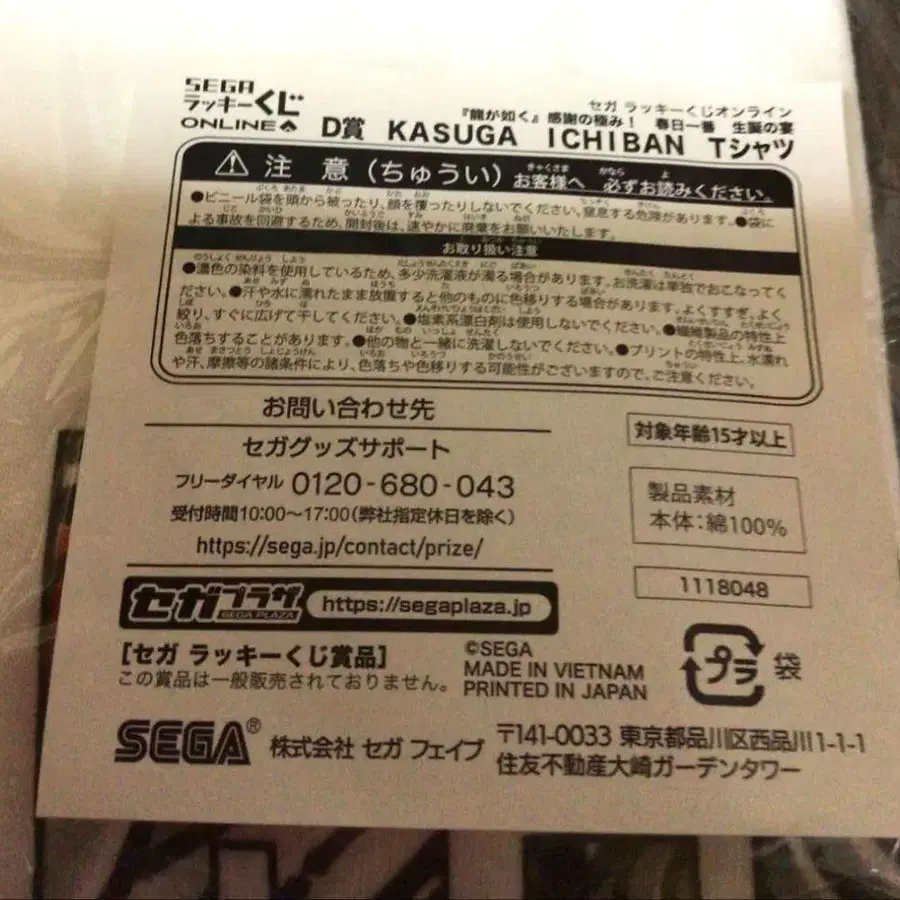 SEGA
ラッキーくじ
ONLINE
セガ ラッキーくじオンライン
『龍が如く』感謝の極み! 春日一番 生誕の宴
D賞 KASUGA ICHIBAN Tシャツ
注 意(ちゅうい)お客様へ 必ずお読みください。
●ビニール袋を頭から被ったり、顔を覆ったりしないでください。窒息する危険があります。●袋に
よる事故を回避するため、開封後は、速やかに廃棄をお願いいたします。
お取り扱い注意
●濃色の染料を使用しているため、多少洗濯液が濁る場合があります。お洗濯は単独でおこなってく
ださい。●汗や水に濡れたまま放置すると他のものに色移りする場合があります。よくすすぎ、よく
絞り、すぐに広げて干してください。●塩素系漂白剤は使用しないでください。●繊維製品の特性上
色落ちすることがあります。●他の物と一緒に洗濯しないでください。●プリントの特性上、水濡れ
や汗、摩擦等の諸条件により、色落ちや色移りする可能性がございますので、ご注意ください。
お問い合わせ先
セガグッズサポート
フリーダイヤル 0120-680-043
受付時間10:00～17:00(弊社指定休日を除く)
https://sega.jp/contact/prize/
対象年齢15才以上
製品素材
本体:綿100%
1118048
セガプラザ
SEGA PLAZA
https://segaplaza.jp
[セガ ラッキーくじ賞品]
この賞品は一般販売されておりません。
©SEGA
MADE IN VIETNAM
PRINTED IN JAPAN
プラ 袋
SEGA® 株式会社 セガ フェイブ
〒141-0033 東京都品川区西品川1-1-1
住友不動産大崎ガーデンタワー